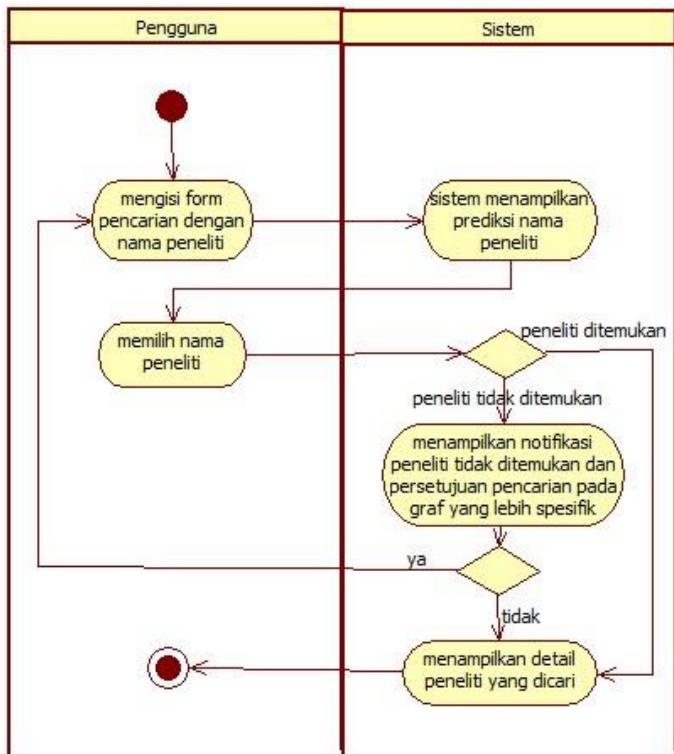 Pengguna
Sistem
mengisi form
pencarian dengan
nama peneliti
sistem menampilkan
prediksi nama
peneliti
memilih nama
peneliti
peneliti ditemukan
peneliti tidak ditemukan
menampilkan notifikasi
peneliti tidak ditemukan dan
persetujuan pencarian pada
graf yang lebih spesifik
ya
tidak
menampilkan detail
peneliti yang dicari